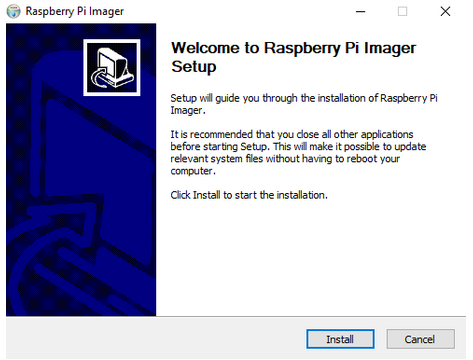 Raspberry Pi Imager
Welcome to Raspberry Pi Imager
Setup
Setup will guide you through the installation of Raspberry Pi
Imager.
It is recommended that you close all other applications
before starting Setup. This will make it possible to update
relevant system files without having to reboot your
computer.
Click Install to start the installation.
Install
Cancel